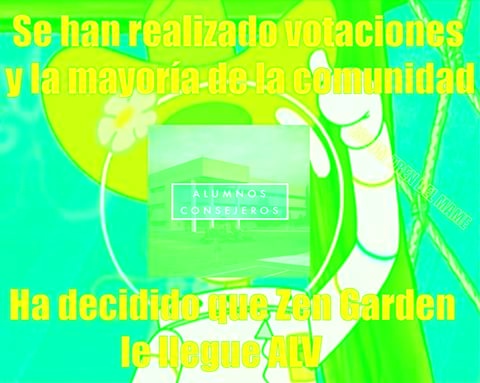 Se han realizado votaciones
y la mayoría de la comunidad
ALUMNOS
CONSEJEROS
Ha decidido que Zen Garden
le llegue ALV